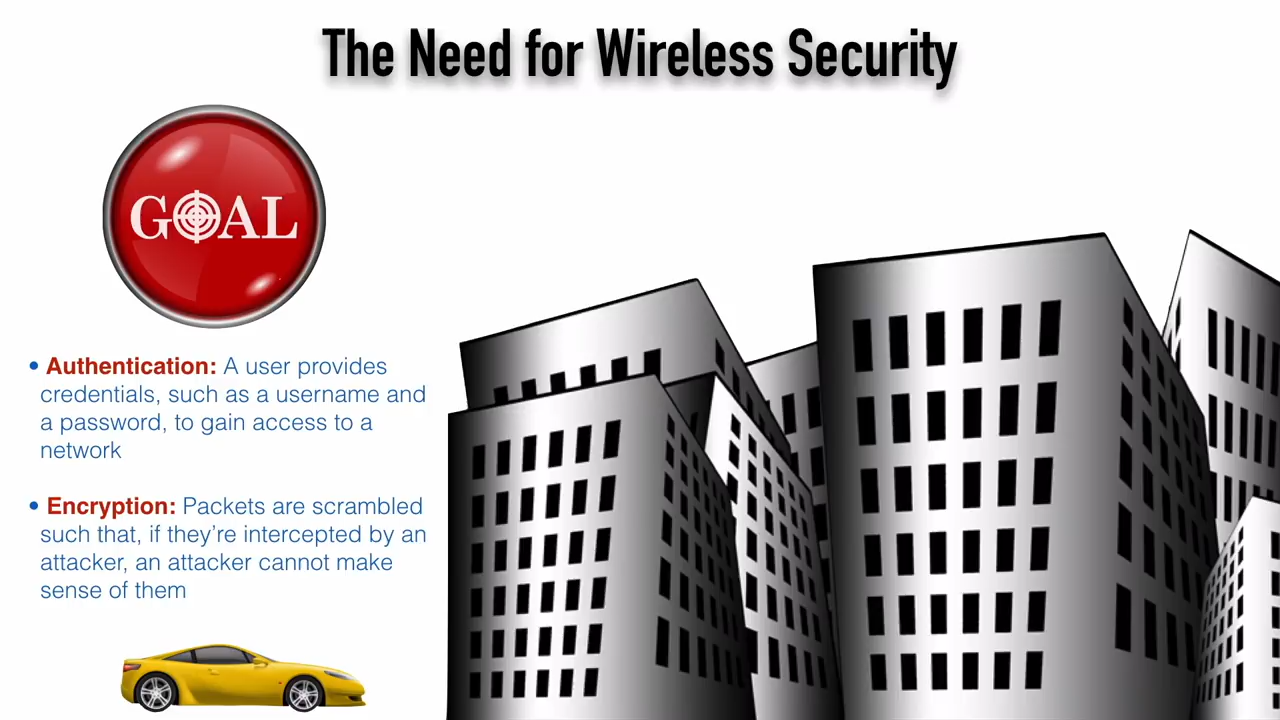 The Need for Wireless Security
GOAL
• Authentication: A user provides
credentials, such as a username and
a password, to gain access to a
network
• Encryption: Packets are scrambled
such that, if they’re intercepted by an
attacker, an attacker cannot make
sense of them